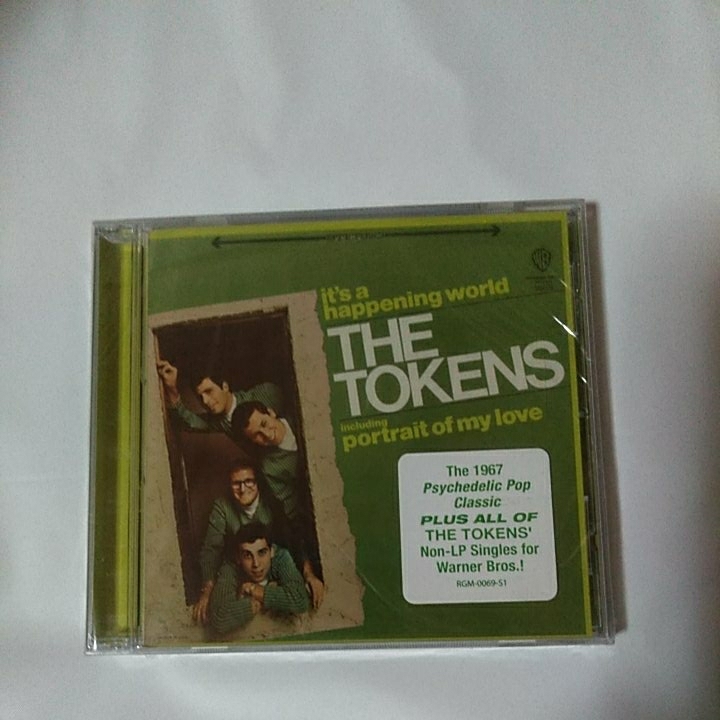 it's a
happening world
THE
TOKENS
including
portrait of my love
The 1967
Psychedelic Pop
Classic
PLUS ALL OF
THE TOKENS'
Non-LP Singles for
Warner Bros.!
RGM-0069-S1